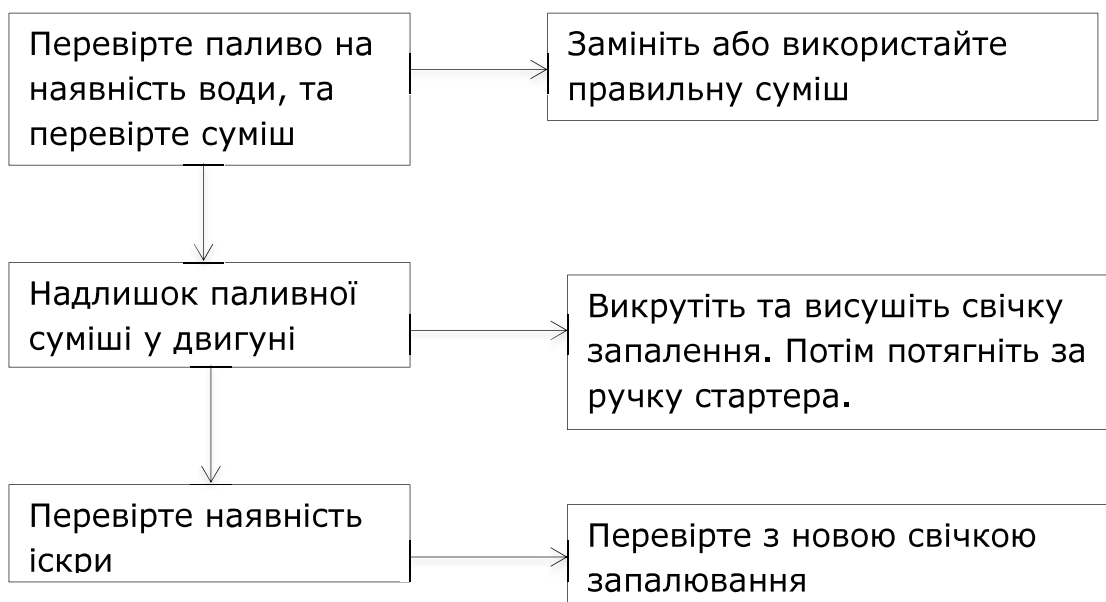 Перевірте паливо на
наявність води, та
перевірте суміш
Замініть або використайте
правильну суміш
Надлишок паливної
суміші у двигуні
Викрутіть та висушіть свічку
запалення. Потім потягніть за
ручку стартера.
Перевірте наявність
іскри
Перевірте з новою свічкою
запалювання